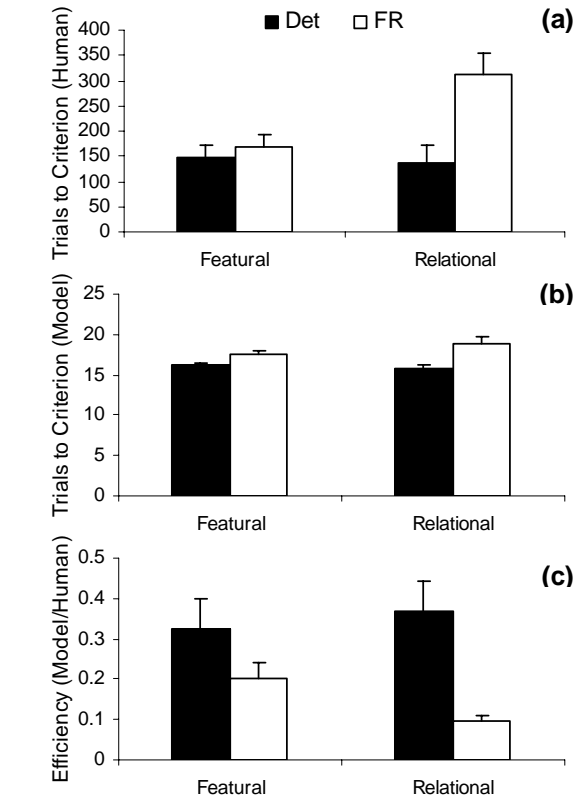 Det FR (a)
Trials to Criterion (Human)
400
350
300
250
200
150
100
50
0
Featural Relational
(b)
Trials to Criterion (Model)
25
20
15
10
5
0
Featural Relational
(c)
Efficiency (Model/Human)
0.5
0.4
0.3
0.2
0.1
0
Featural Relational